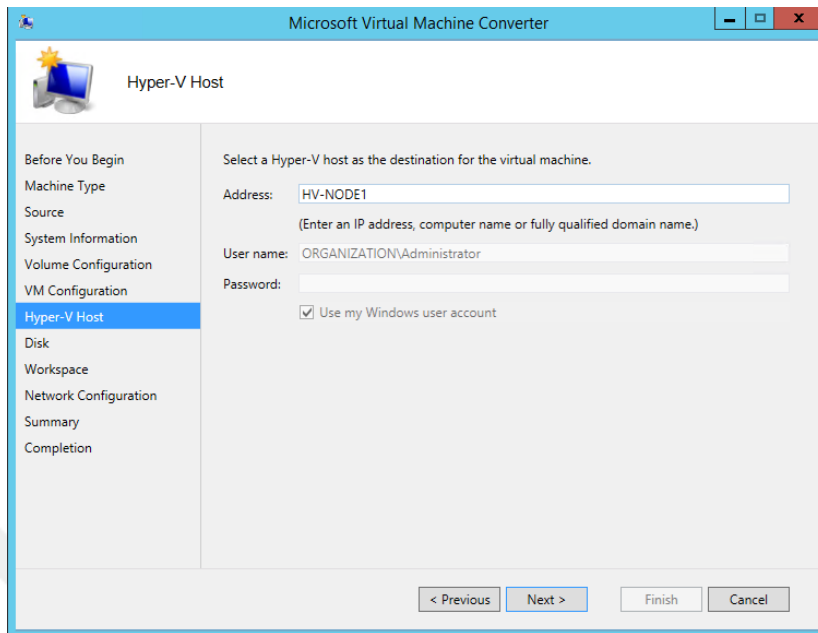 Microsoft Virtual Machine Converter
Hyper-V Host
Before You Begin
Machine Type
Source
System Information
Volume Configuration
VM Configuration
Hyper-V Host
Disk
Workspace
Network Configuration
Summary
Completion
Select a Hyper-V host as the destination for the virtual machine.
Address: HV-NODE1
(Enter an IP address, computer name or fully qualified domain name.)
User name: ORGANIZATION\Administrator
Password:
Use my Windows user account
< Previous Next > Finish Cancel